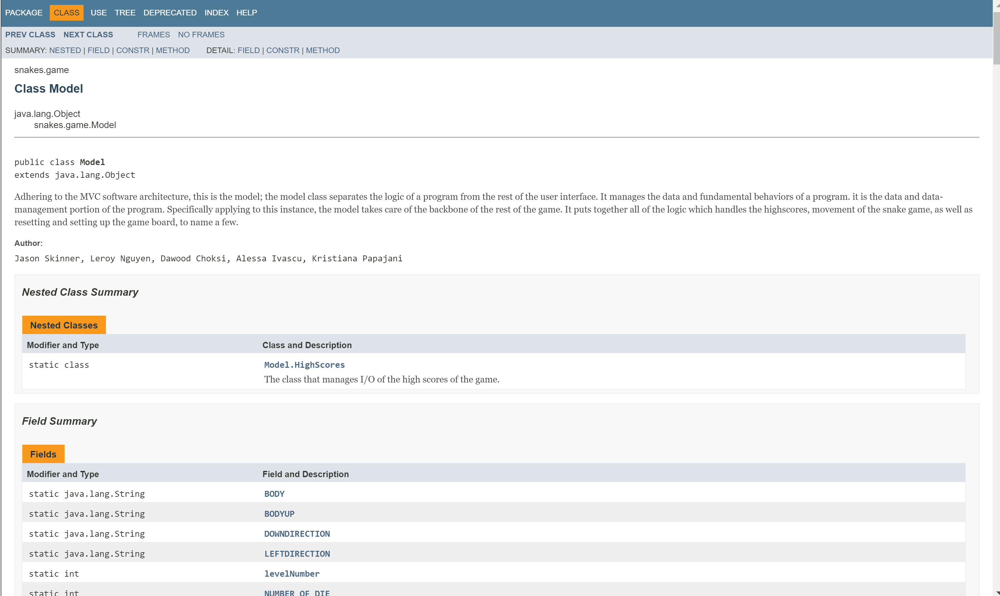 PACKAGE CLASS USE TREE DEPRECATED INDEX HELP
PREV CLASS NEXT CLASS FRAMES NO FRAMES
SUMMARY: NESTED | FIELD | CONSTR | METHOD DETAIL: FIELD | CONSTR | METHOD
snakes.game
Class Model
java.lang.Object
snakes.game.Model
public class Model
extends java.lang.Object
Adhering to the MVC software architecture, this is the model; the model class separates the logic of a program from the rest of the user interface. It manages the data and fundamental behaviors of a program. it is the data and data-
management portion of the program. Specifically applying to this instance, the model takes care of the backbone of the rest of the game. It puts together all of the logic which handles the highscores, movement of the snake game, as well as
resetting and setting up the game board, to name a few.
Author:
Jason Skinner, Leroy Nguyen, Dawood Choksi, Alessa Ivascu, Kristiana Papajani
Nested Class Summary
Nested Classes
Modifier and Type Class and Description
static class Model.HighScores
The class that manages I/O of the high scores of the game.
Field Summary
Fields
Modifier and Type Field and Description
static java.lang.String BODY
static java.lang.String BODYUP
static java.lang.String DOWNDIRECTION
static java.lang.String LEFTDIRECTION
static int levelNumber
static int NUMBER_OF_DIE